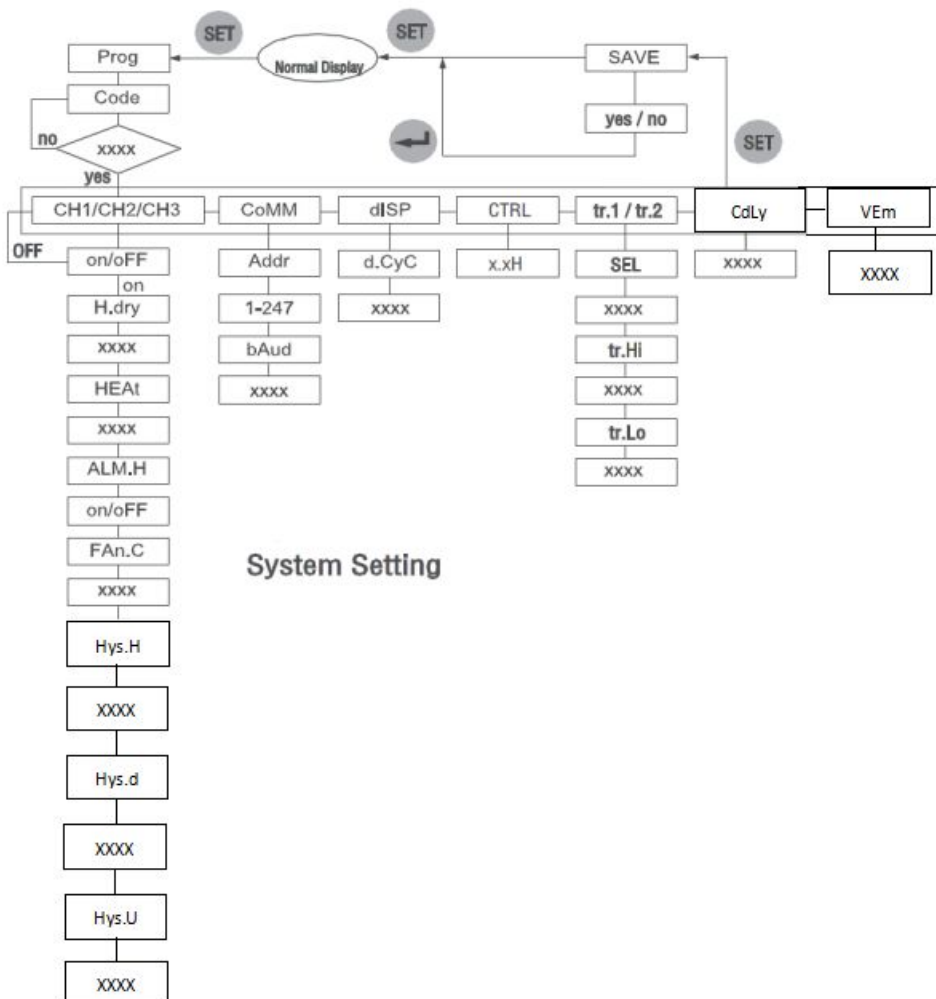 SET
SET
Prog
Normal Display
SAVE
Code
yes / no
no
xxxx
SET
yes
CH1/CH2/CH3
CoMM
dISP
CTRL
tr.1 / tr.2
CdLy
VEm
OFF
on/oFF
Addr
d.CyC
x.xH
SEL
xxxx
XXXX
on
H.dry
1-247
xxxx
xxxx
xxxx
bAud
tr.Hi
HEAt
xxxx
xxxx
xxxx
tr.Lo
ALM.H
xxxx
on/oFF
FAn.C
System Setting
xxxx
Hys.H
XXXX
Hys.d
XXXX
Hys.U
XXXX